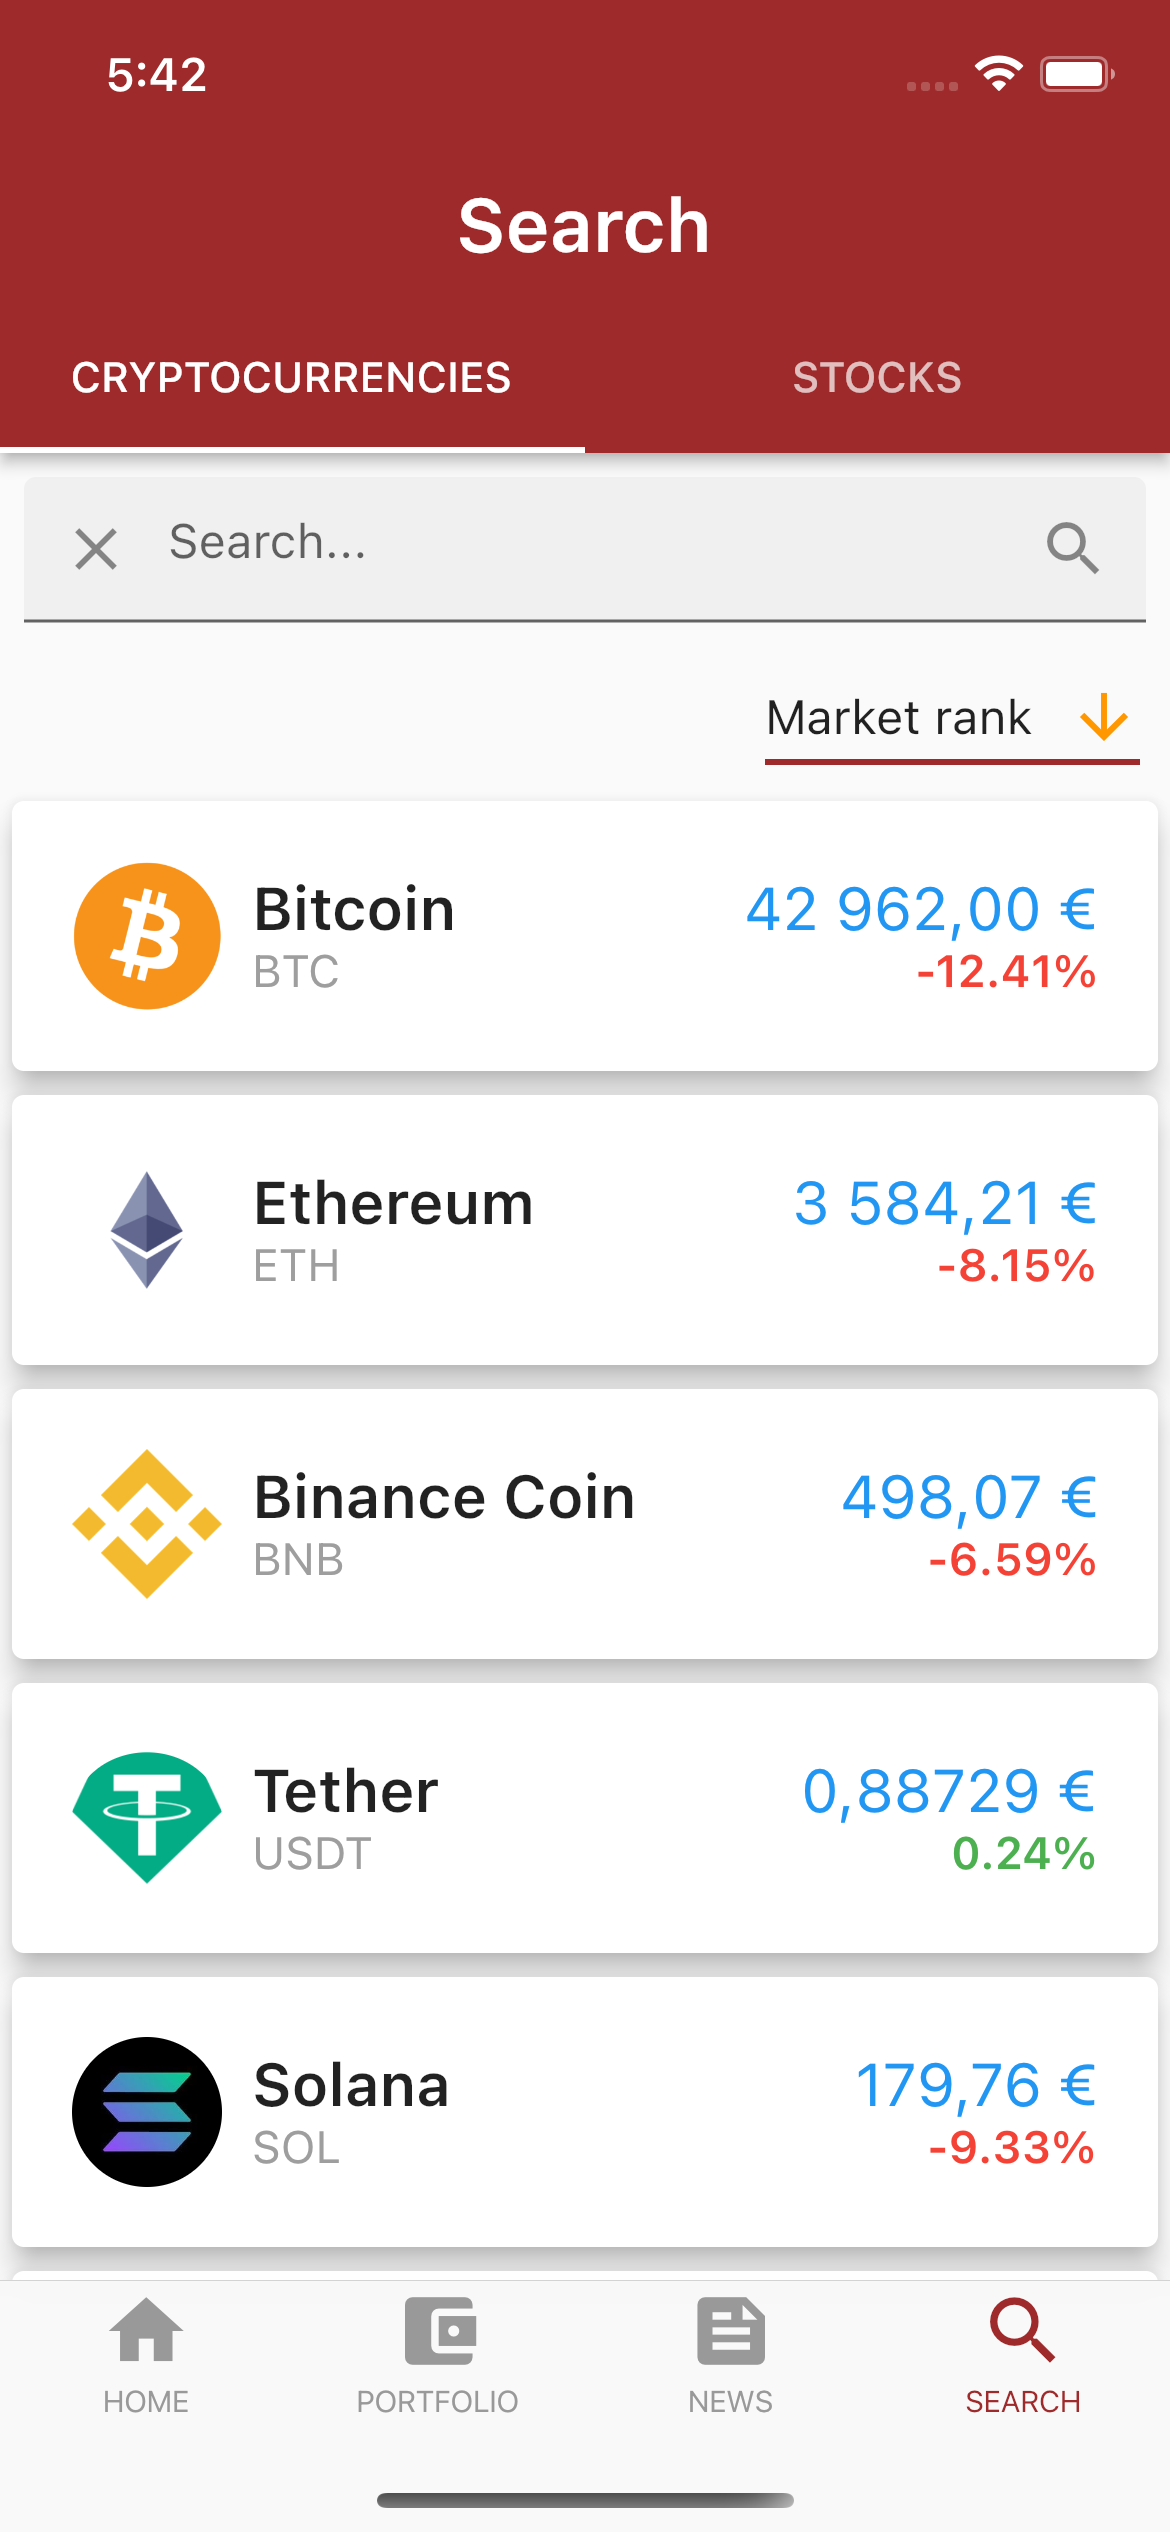 5:42
Search
CRYPTOCURRENCIES STOCKS
Search...
Market rank
Bitcoin 42 962,00 €
BTC -12.41%
Ethereum 3 584,21 €
ETH -8.15%
Binance Coin 498,07 €
BNB -6.59%
Tether 0,88729 €
USDT 0.24%
Solana 179,76 €
SOL -9.33%
HOME PORTFOLIO NEWS SEARCH